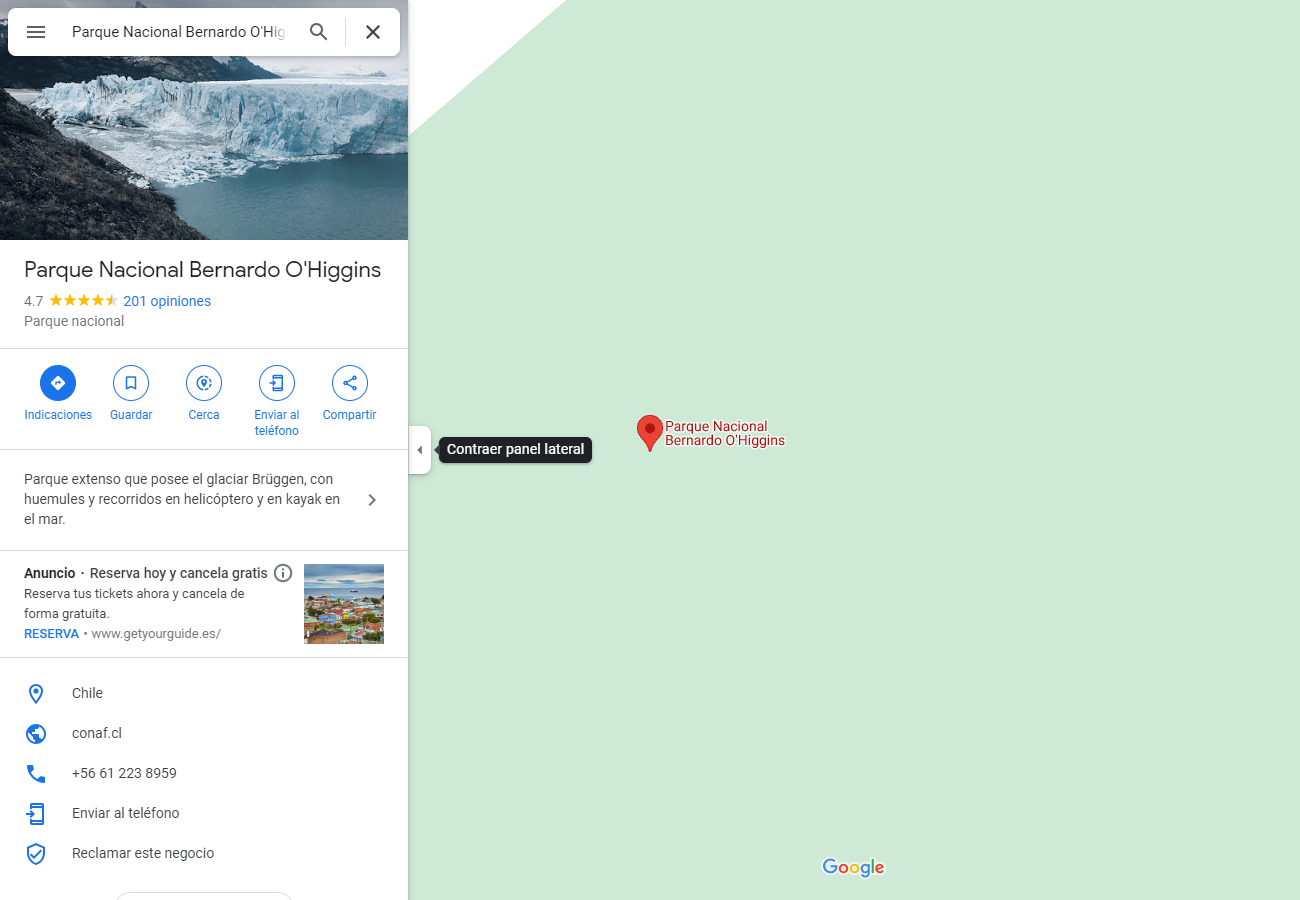 Parque Nacional Bernardo O'Hig
Parque Nacional Bernardo O'Higgins
4.7 201 opiniones
Parque nacional
Indicaciones
Guardar
Cerca
Enviar al
teléfono
Compartir
Parque extenso que posee el glaciar Brüggen, con
huemules y recorridos en helicóptero y en kayak en
el mar.
Anuncio · Reserva hoy y cancela gratis
Reserva tus tickets ahora y cancela de
forma gratuita.
RESERVA • www.getyourguide.es/
Chile
conaf.cl
+56 61 223 8959
Enviar al teléfono
Reclamar este negocio
Contraer panel lateral
Parque Nacional
Bernardo O'Higgins
Google